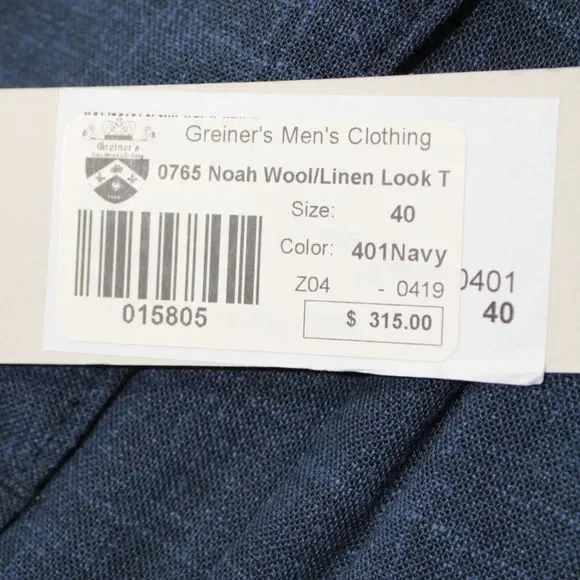 Greiner's Men's Clothing
Greiner's
0765 Noah Wool/Linen Look T
Size: 40
Color: 401Navy
Z04 - 0419
015805
$ 315.00
0401
40